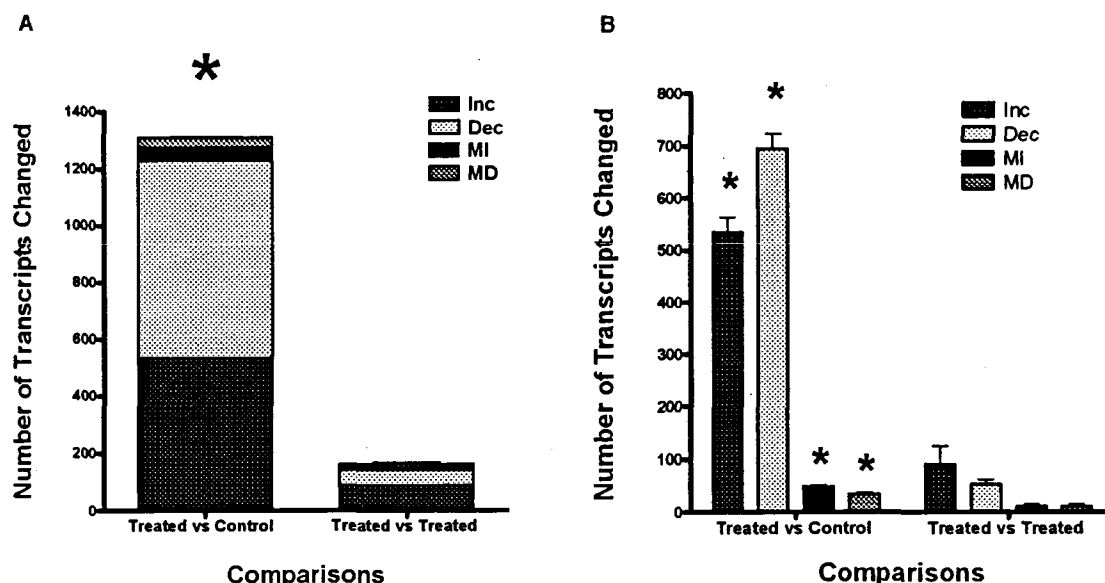 A
*
Number of Transcripts Changed
1400
1200
1000
800
600
400
200
0
Inc
Dec
MI
MD
Treated vs Control
Treated vs Treated
Comparisons
B
Number of Transcripts Changed
800
700
600
500
400
300
200
100
0
*
*
*
*
Inc
Dec
MI
MD
Treated vs Control
Treated vs Treated
Comparisons